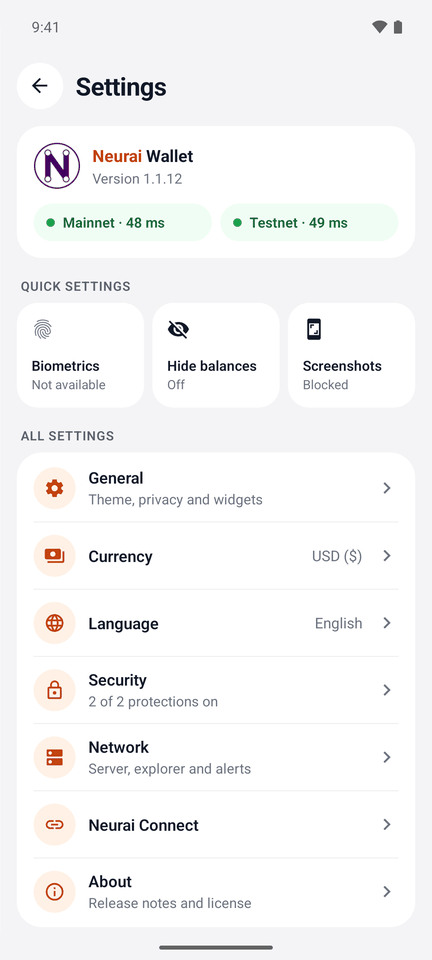 9:41
Settings
Neurai Wallet
Version 1.1.12
Mainnet · 48 ms
Testnet · 49 ms
QUICK SETTINGS
Biometrics
Not available
Hide balances
Off
Screenshots
Blocked
ALL SETTINGS
General
Theme, privacy and widgets
Currency
USD ($)
Language
English
Security
2 of 2 protections on
Network
Server, explorer and alerts
Neurai Connect
About
Release notes and license